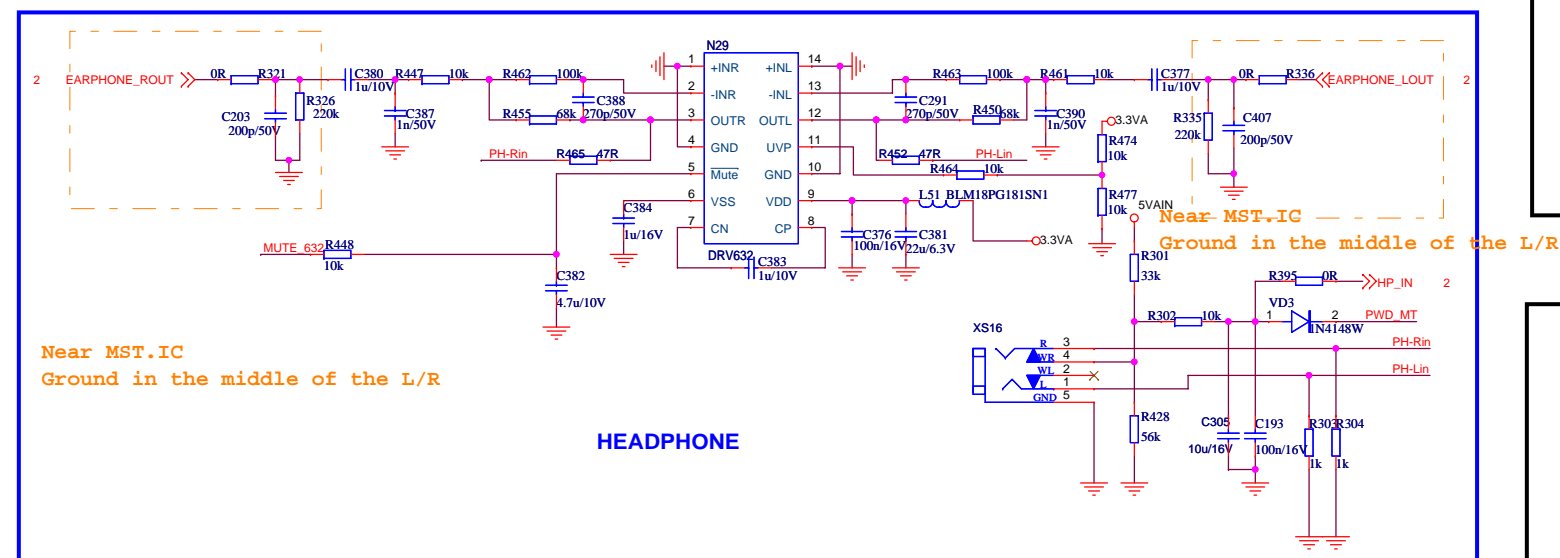 N29
2 EARPHONE_ROUT 0R R321 C380 1u/10V R447 10k R462 100k
C203 200p/50V R326 220k C387 1n/50V R455 68k C388 270p/50V
PH-Rin R465 47R
1 +INR +INL 14
2 -INR -INL 13
3 OUTR OUTL 12
4 GND UVP 11
5 Mute GND 10
6 VSS VDD 9
7 CN CP 8
DRV632
C384 1u/16V
C383 1u/10V
MUTE_632 R448 10k
C382 4.7u/10V
R463 100k R461 10k C377 1u/10V 0R R336 EARPHONE_LOUT 2
C291 270p/50V R450 68k C390 1n/50V
3.3VA
R474 10k
R335 220k C407 200p/50V
R452 47R PH-Lin
R464 10k
R477 10k
L51 BLM18PG181SN1
C376 100n/16V C381 22u/6.3V
3.3VA
5VAIN
Near MST.IC
Ground in the middle of the L/R
R301 33k
R395 0R HP_IN 2
VD3
R302 10k 1 1N4148W 2 PWD_MT
XS16
R 3 PH-Rin
WR 4
WL 2 PH-Lin
L 1
GND 5
R428 56k
C305 10u/16V C193 100n/16V R303 1k R304 1k
Near MST.IC
Ground in the middle of the L/R
HEADPHONE